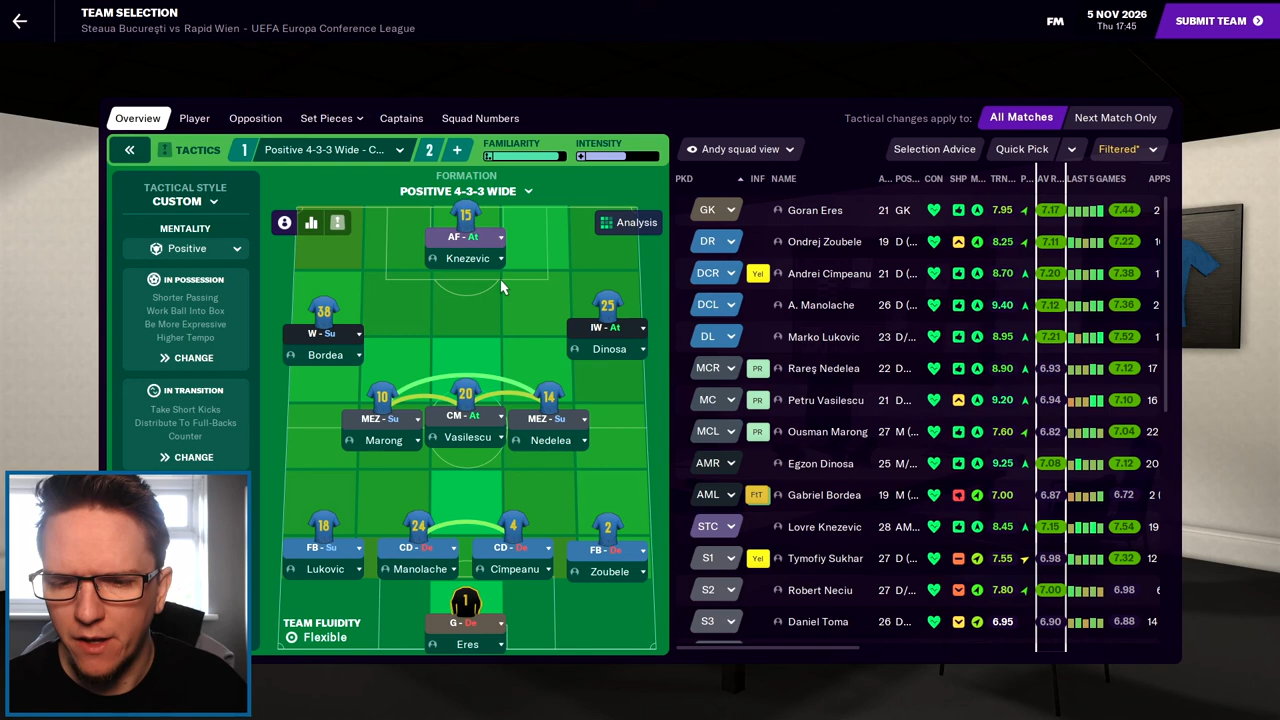 TEAM SELECTION
Steaua Bucureşti vs Rapid Wien - UEFA Europa Conference League
FM
5 NOV 2026
Thu 17:45
SUBMIT TEAM
Overview
Player
Opposition
Set Pieces
Captains
Squad Numbers
Tactical changes apply to:
All Matches
Next Match Only
TACTICS
1
Positive 4-3-3 Wide - C...
2
FAMILIARITY
INTENSITY
Andy squad view
Selection Advice
Quick Pick
Filtered*
TACTICAL STYLE
CUSTOM
MENTALITY
Positive
IN POSSESSION
Shorter Passing
Work Ball Into Box
Be More Expressive
Higher Tempo
CHANGE
IN TRANSITION
Take Short Kicks
Distribute To Full-Backs
Counter
CHANGE
FORMATION
POSITIVE 4-3-3 WIDE
Analysis
15
AF - At
Knezevic
38
W - Su
Bordea
25
IW - At
Dinosa
10
MEZ - Su
Marong
20
CM - At
Vasilescu
14
MEZ - Su
Nedelea
18
FB - Su
Lukovic
24
CD - De
Manolache
4
CD - De
Cîmpeanu
2
FB - De
Zoubele
1
G - De
Eres
TEAM FLUIDITY
Flexible
PKD INF NAME A... POS... CON SHP M... TRN... P... AV R... LAST 5 GAMES APPS
GK Goran Eres 21 GK 7.95 7.17 7.44 2
DR Ondrej Zoubele 19 D (... 8.25 7.11 7.22
DCR Yel Andrei Cîmpeanu 21 D (... 8.70 7.20 7.38 1
DCL A. Manolache 26 D (... 9.40 7.12 7.36 2
DL Marko Lukovic 23 D/... 8.95 7.21 7.52 1
MCR PR Rareş Nedelea 22 D... 8.90 6.93 7.12 17
MC PR Petru Vasilescu 21 D... 9.20 6.94 7.10 16
MCL PR Ousman Marong 27 M (... 7.60 6.82 7.04 22
AMR Egzon Dinosa 25 M/... 9.25 7.08 7.12 20
AML FtT Gabriel Bordea 19 M (... 7.00 6.87 6.72 2 (
STC Lovre Knezevic 28 AM... 8.45 7.15 7.54 19
S1 Yel Tymofiy Sukhar 27 D (... 7.55 6.98 7.32 12
S2 Robert Neciu 27 D/... 7.80 7.00 6.98
S3 Daniel Toma 26 D... 6.95 6.90 6.88 14